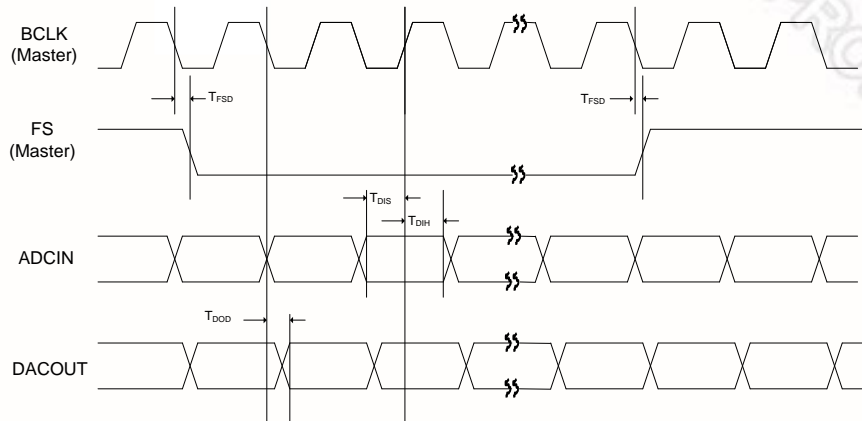 BCLK
(Master)
TFSD
TFSD
FS
(Master)
TDIS
TDIH
ADCIN
TDOD
DACOUT